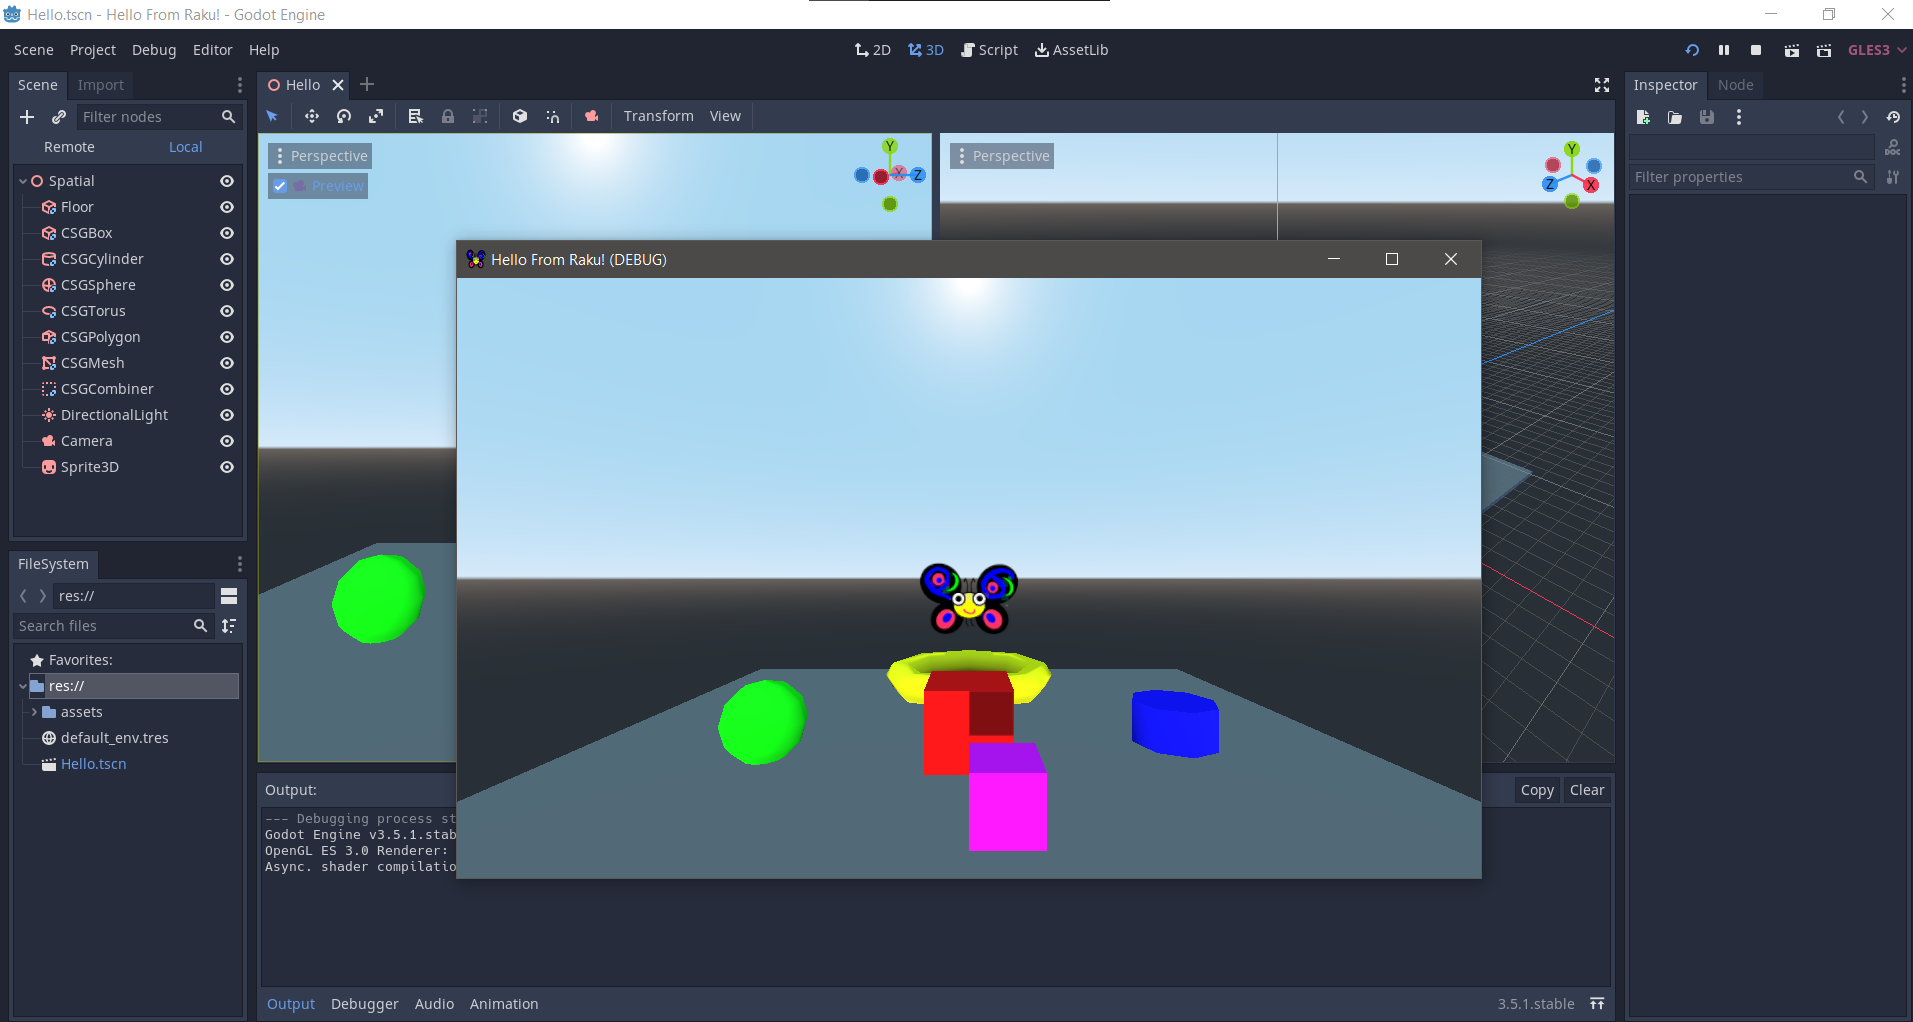 Hello.tscn - Hello From Raku! - Godot Engine
Scene Project Debug Editor Help
2D 3D Script AssetLib
GLES3
Scene Import
Hello
Inspector Node
Filter nodes
Transform View
Remote Local
Perspective
Preview
Y
Y
Z
Perspective
Y
Z
X
DOC
Filter properties
Spatial
Floor
CSGBox
CSGCylinder
CSGSphere
CSGTorus
CSGPolygon
CSGMesh
CSGCombiner
DirectionalLight
Camera
Sprite3D
Hello From Raku! (DEBUG)
FileSystem
res://
Search files
Favorites:
res://
assets
default_env.tres
Hello.tscn
Output:
Copy Clear
--- Debugging process st
Godot Engine v3.5.1.stab
OpenGL ES 3.0 Renderer:
Async. shader compilatio
Output Debugger Audio Animation
3.5.1.stable